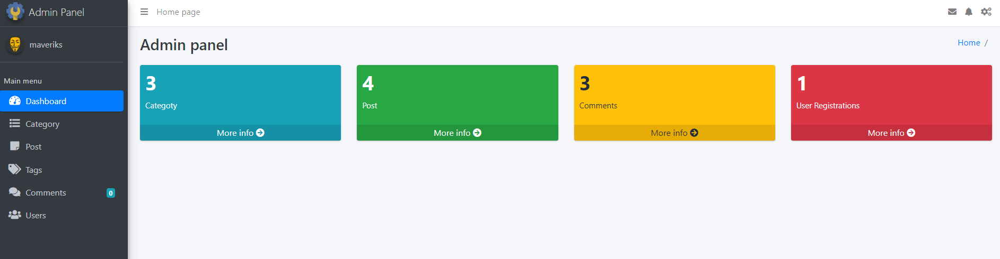 Admin Panel
Home page
maveriks
Main menu
Dashboard
Category
Post
Tags
Comments 0
Users
Admin panel
Home /
3
Categoty
More info
4
Post
More info
3
Comments
More info
1
User Registrations
More info